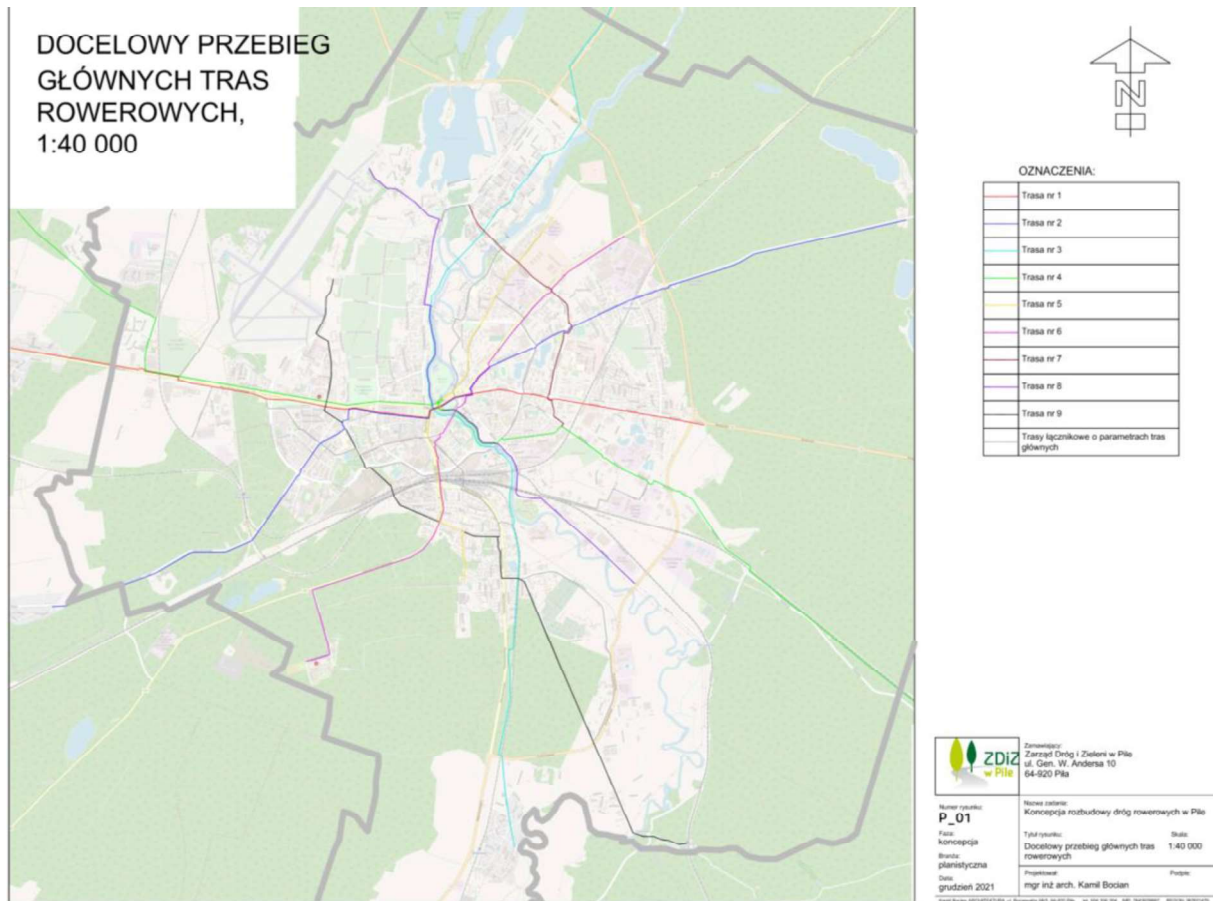 DOCELOWY PRZEBIEG
GŁÓWNYCH TRAS
ROWEROWYCH,
1:40 000
N
OZNACZENIA:
Trasa nr 1
Trasa nr 2
Trasa nr 3
Trasa nr 4
Trasa nr 5
Trasa nr 6
Trasa nr 7
Trasa nr 8
Trasa nr 9
Trasy łącznikowe o parametrach tras
głównych
ZDiZ
w Pile
Zamawiający:
Zarząd Dróg i Zieleni w Pile
ul. Gen. W. Andersa 10
64-920 Piła
Numer rysunku:
P_01
Nazwa zadania:
Koncepcja rozbudowy dróg rowerowych w Pile
Faza:
koncepcja
Tytuł rysunku:
Docelowy przebieg głównych tras
rowerowych
Skala:
1:40 000
Branża:
planistyczna
Data:
grudzień 2021
Projektował:
mgr inż arch. Kamil Bocian
Podpis: